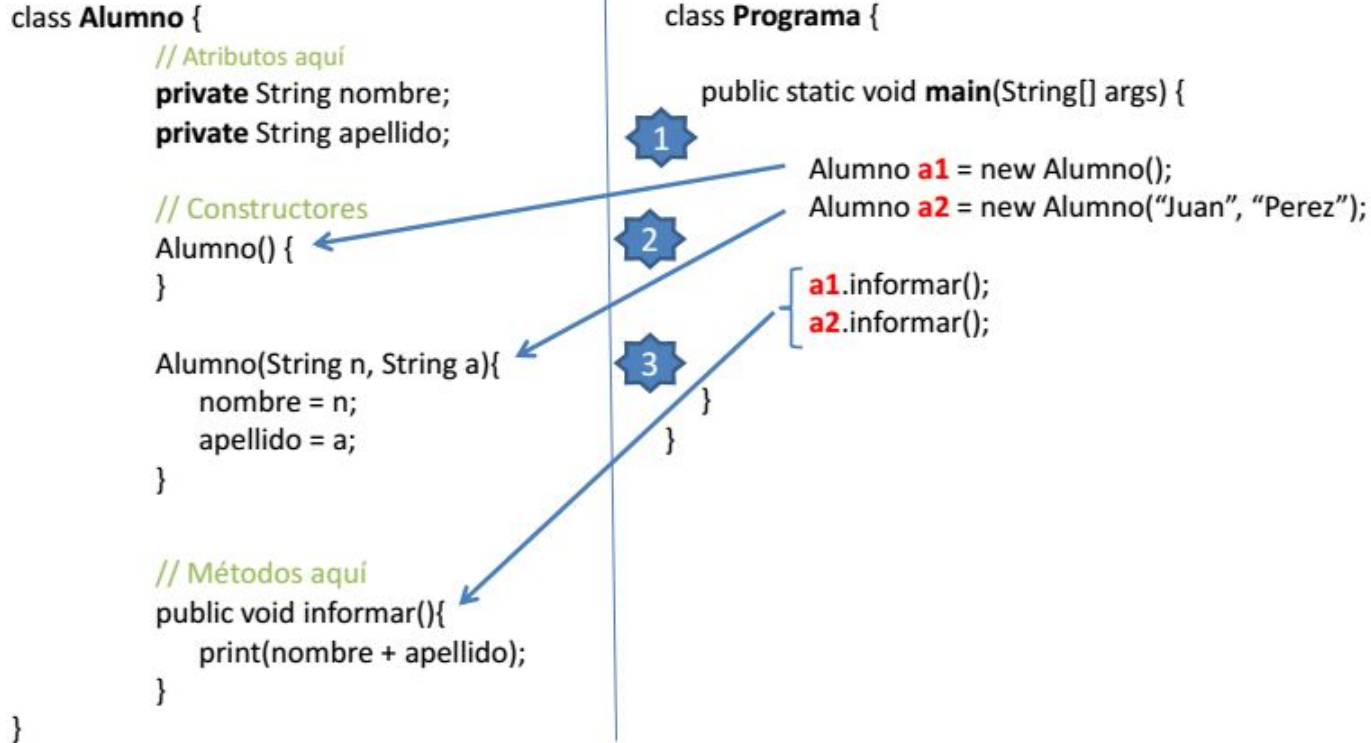 class Alumno {
// Atributos aquí
private String nombre;
private String apellido;
// Constructores
Alumno() {
}
Alumno(String n, String a){
nombre = n;
apellido = a;
}
// Métodos aquí
public void informar(){
print(nombre + apellido);
}
}
1
2
3
class Programa {
public static void main(String[] args) {
Alumno a1 = new Alumno();
Alumno a2 = new Alumno(“Juan”, “Perez”);
a1.informar();
a2.informar();
}
}